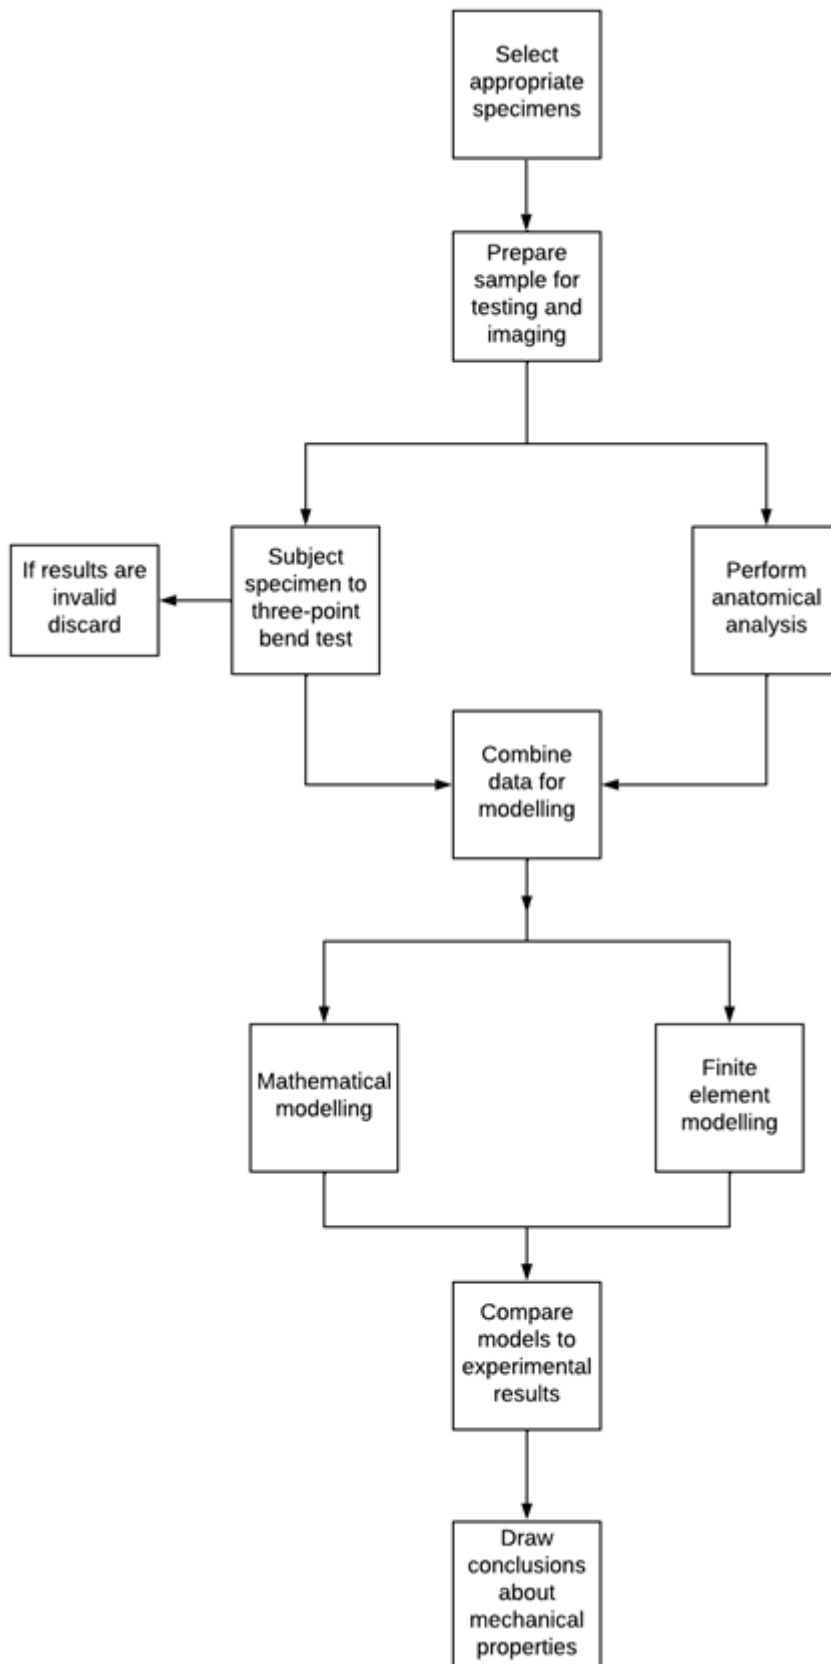 Select
appropriate
specimens
Prepare
sample for
testing and
imaging
If results are
invalid
discard
Subject
specimen to
three-point
bend test
Perform
anatomical
analysis
Combine
data for
modelling
Mathematical
modelling
Finite
element
modelling
Compare
models to
experimental
results
Draw
conclusions
about
mechanical
properties